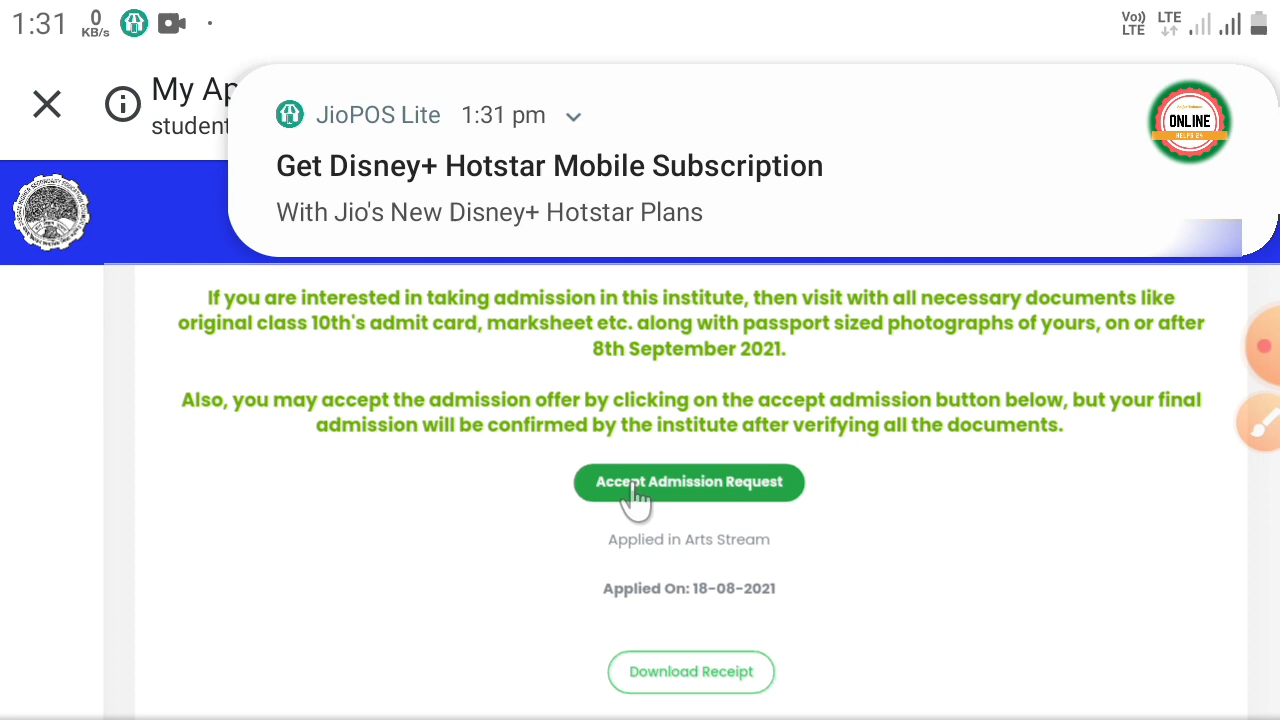 1:31
0
KB/s
Vo))
LTE
LTE
My Ap
student
JioPOS Lite 1:31 pm
Get Disney+ Hotstar Mobile Subscription
With Jio's New Disney+ Hotstar Plans
ONLINE
HELPS 24
If you are interested in taking admission in this institute, then visit with all necessary documents like
original class 10th's admit card, marksheet etc. along with passport sized photographs of yours, on or after
8th September 2021.
Also, you may accept the admission offer by clicking on the accept admission button below, but your final
admission will be confirmed by the institute after verifying all the documents.
Accept Admission Request
Applied in Arts Stream
Applied On: 18-08-2021
Download Receipt